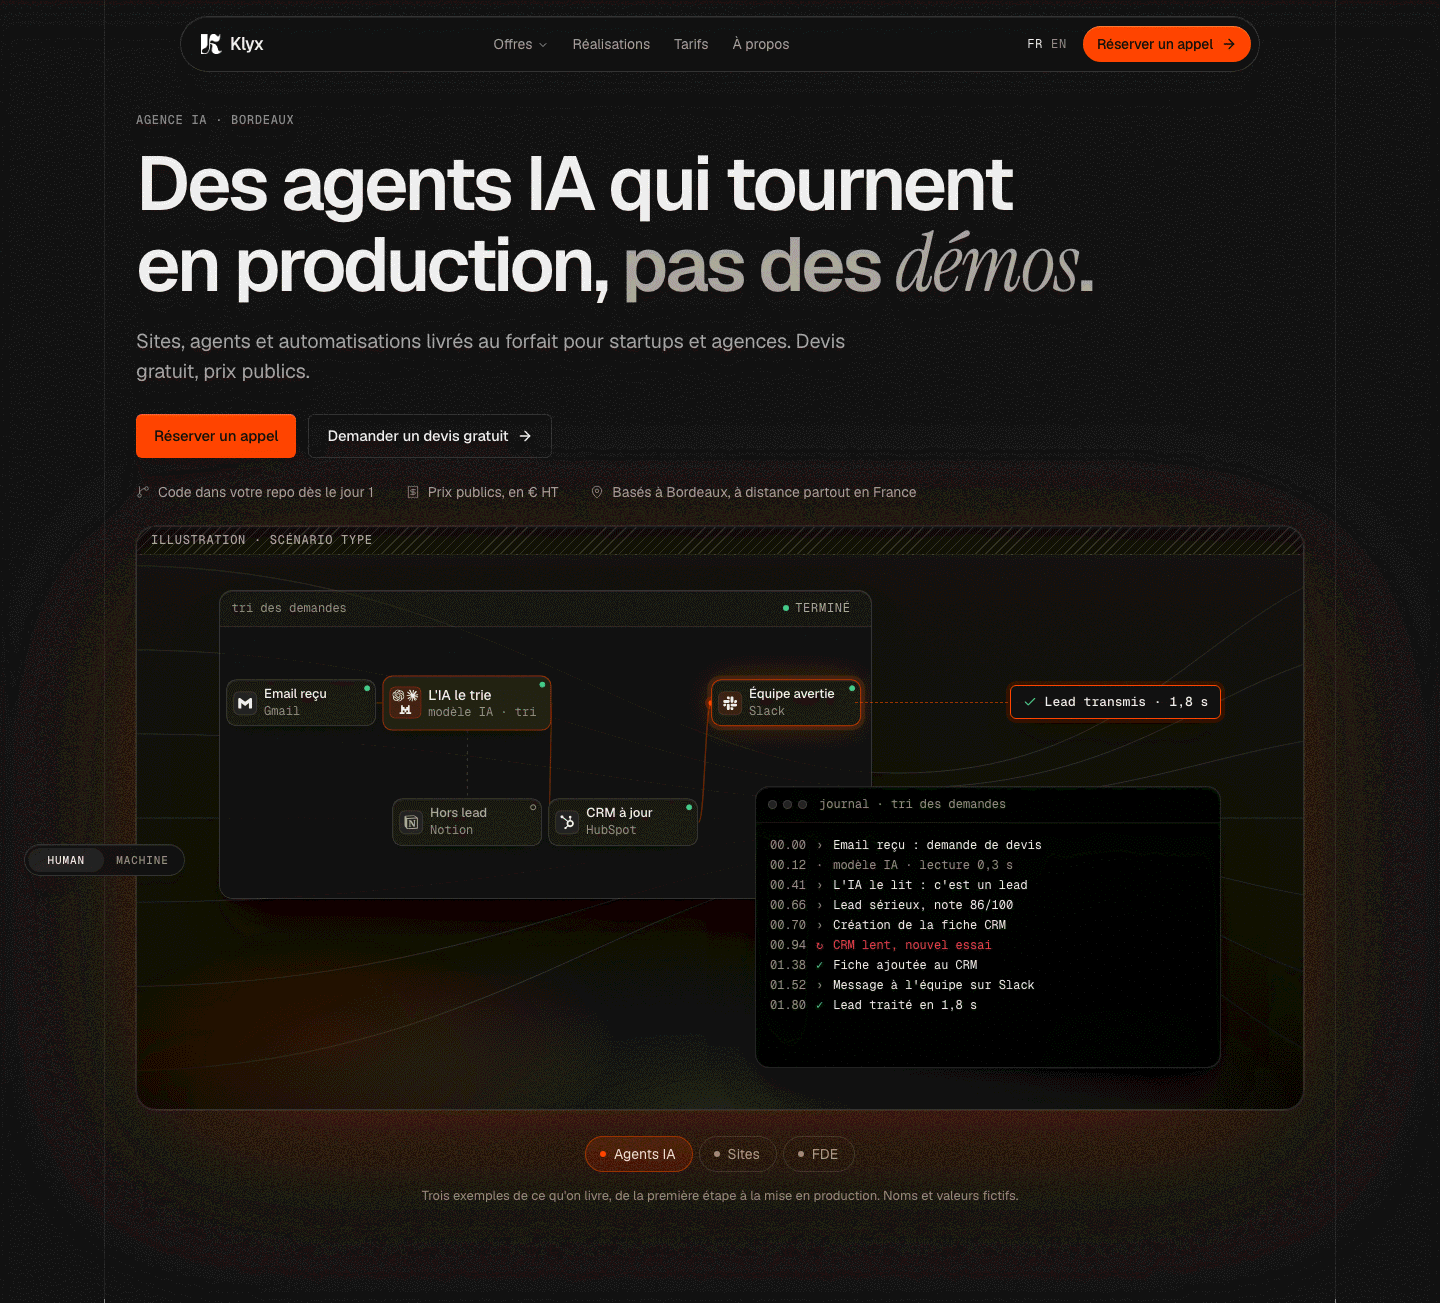 Klyx
Offres
Réalisations
Tarifs
À propos
FR EN
Réserver un appel
AGENCE IA · BORDEAUX
Des agents IA qui tournent
en production, pas des démos.
Sites, agents et automatisations livrés au forfait pour startups et agences. Devis
gratuit, prix publics.
Réserver un appel
Demander un devis gratuit
Code dans votre repo dès le jour 1
Prix publics, en € HT
Basés à Bordeaux, à distance partout en France
ILLUSTRATION · SCÉNARIO TYPE
tri des demandes
TERMINÉ
Email reçu
Gmail
L'IA le trie
modèle IA · tri
Équipe avertie
Slack
Lead transmis · 1,8 s
Hors lead
Notion
CRM à jour
HubSpot
HUMAN
MACHINE
journal · tri des demandes
00.00 › Email reçu : demande de devis
00.12 · modèle IA · lecture 0,3 s
00.41 › L'IA le lit : c'est un lead
00.66 › Lead sérieux, note 86/100
00.70 › Création de la fiche CRM
00.94 ↻ CRM lent, nouvel essai
01.38 ✓ Fiche ajoutée au CRM
01.52 › Message à l'équipe sur Slack
01.80 ✓ Lead traité en 1,8 s
Agents IA
Sites
FDE
Trois exemples de ce qu'on livre, de la première étape à la mise en production. Noms et valeurs fictifs.